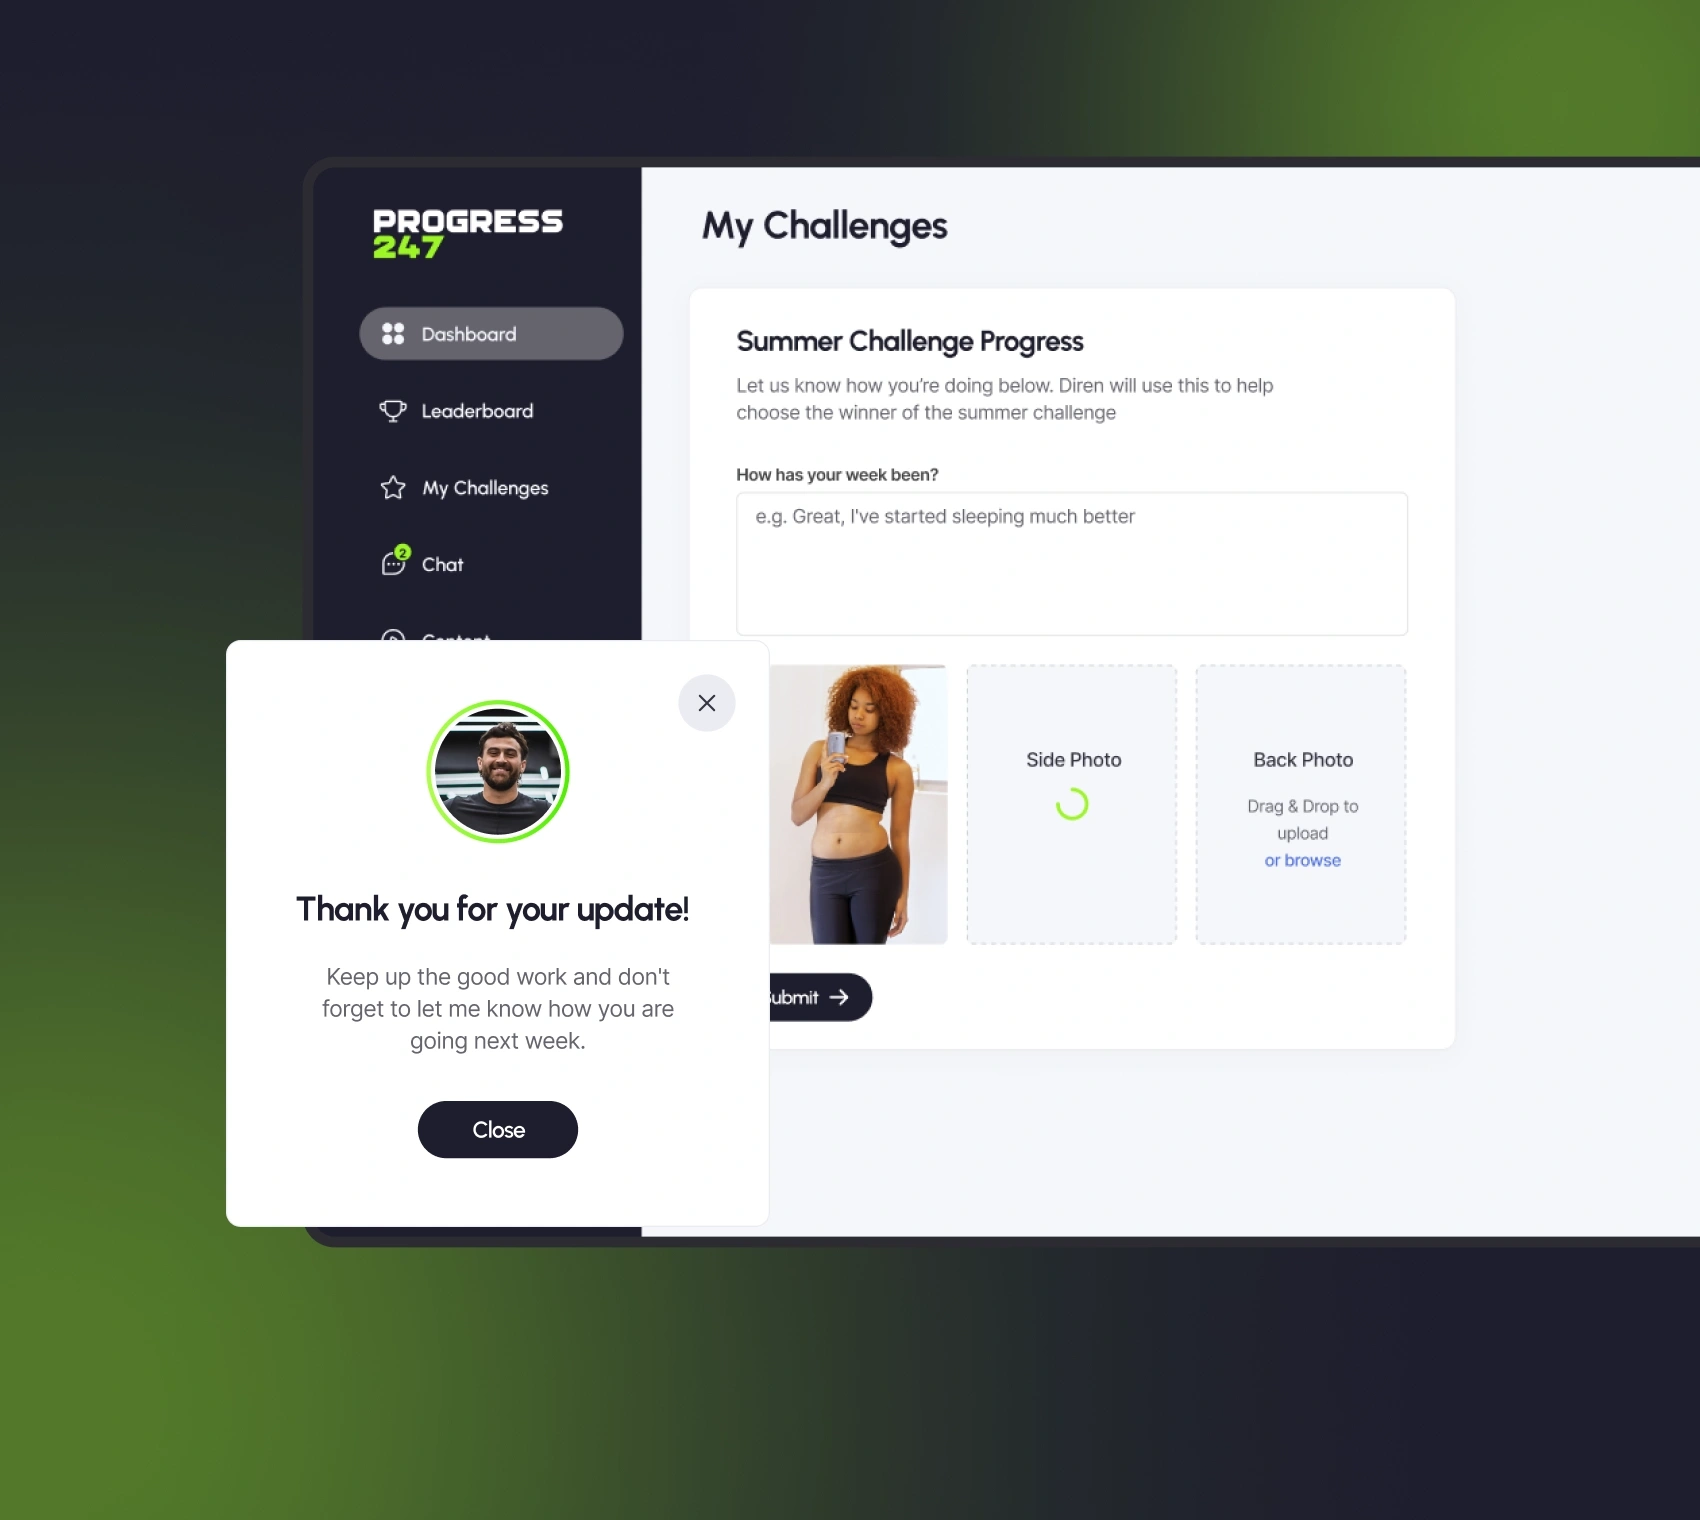 PROGRESS
247
Dashboard
Leaderboard
My Challenges
2
Chat
Content
My Challenges
Summer Challenge Progress
Let us know how you're doing below. Diren will use this to help
choose the winner of the summer challenge
How has your week been?
e.g. Great, I've started sleeping much better
Side Photo
Back Photo
Drag & Drop to
upload
or browse
Submit
Thank you for your update!
Keep up the good work and don't
forget to let me know how you are
going next week.
Close